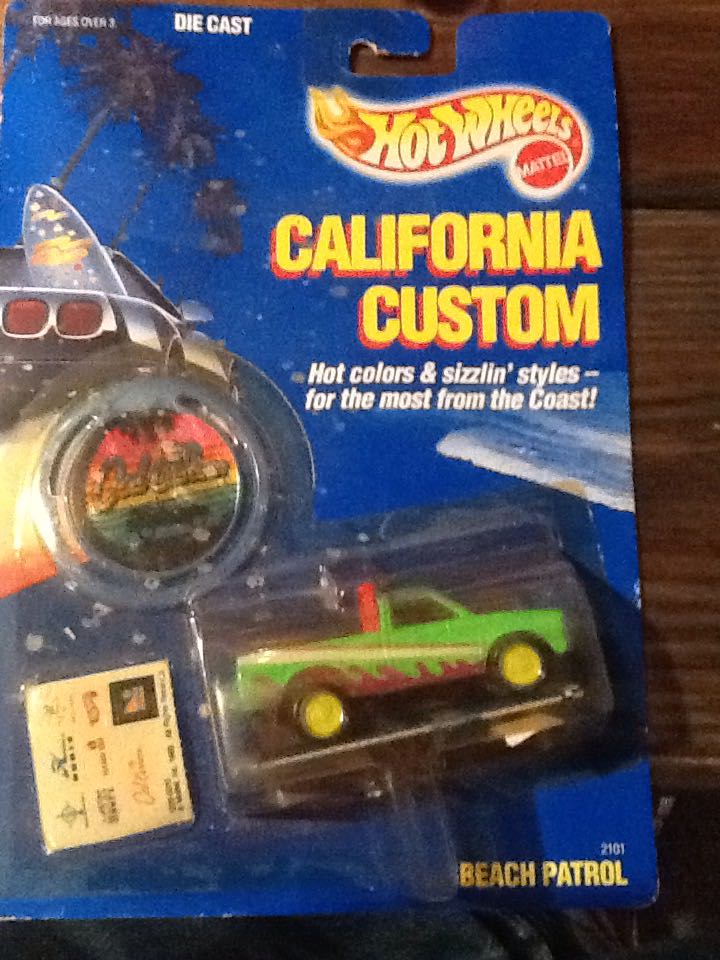 FOR AGES OVER 3
DIE CAST
HOT WHEELS
MATTEL
CALIFORNIA
CUSTOM
Hot colors & sizzlin' styles –
for the most from the Coast!
2101
BEACH PATROL